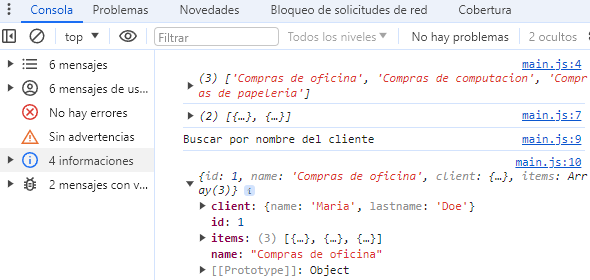 Consola Problemas Novedades Bloqueo de solicitudes de red Cobertura
top Filtrar Todos los niveles No hay problemas 2 ocultos
6 mensajes
6 mensajes de us...
No hay errores
Sin advertencias
4 informaciones
2 mensajes con v...
main.js:4
(3) ['Compras de oficina', 'Compras de computacion', 'Compr
as de papeleria']
(2) [{…}, {…}] main.js:7
Buscar por nombre del cliente main.js:9
main.js:10
{id: 1, name: 'Compras de oficina', client: {…}, items: Arr
ay(3)} i
client: {name: 'Maria', lastname: 'Doe'}
id: 1
items: (3) [{…}, {…}, {…}]
name: "Compras de oficina"
[[Prototype]]: Object